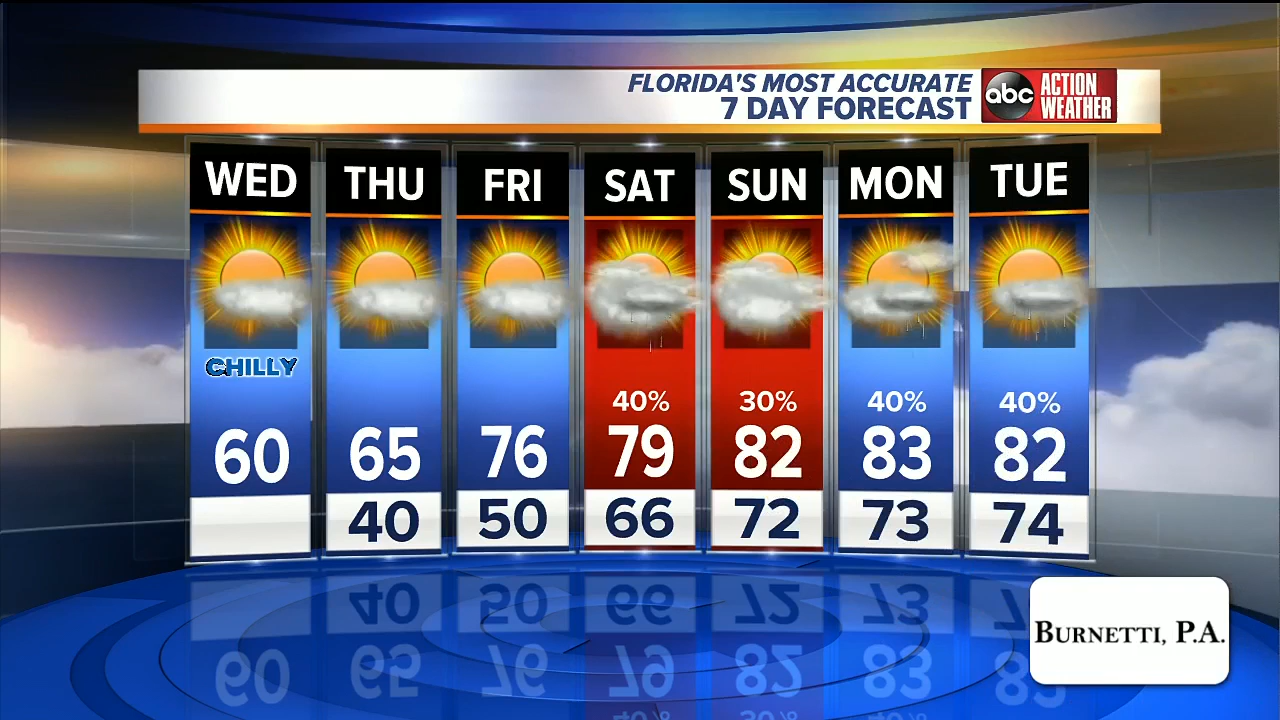 FLORIDA'S MOST ACCURATE
7 DAY FORECAST
abc ACTION
WEATHER
WED THU FRI SAT SUN MON TUE
CHILLY
40% 30% 40% 40%
60 65 76 79 82 83 82
40 50 66 72 73 74
BURNETTI, P.A.